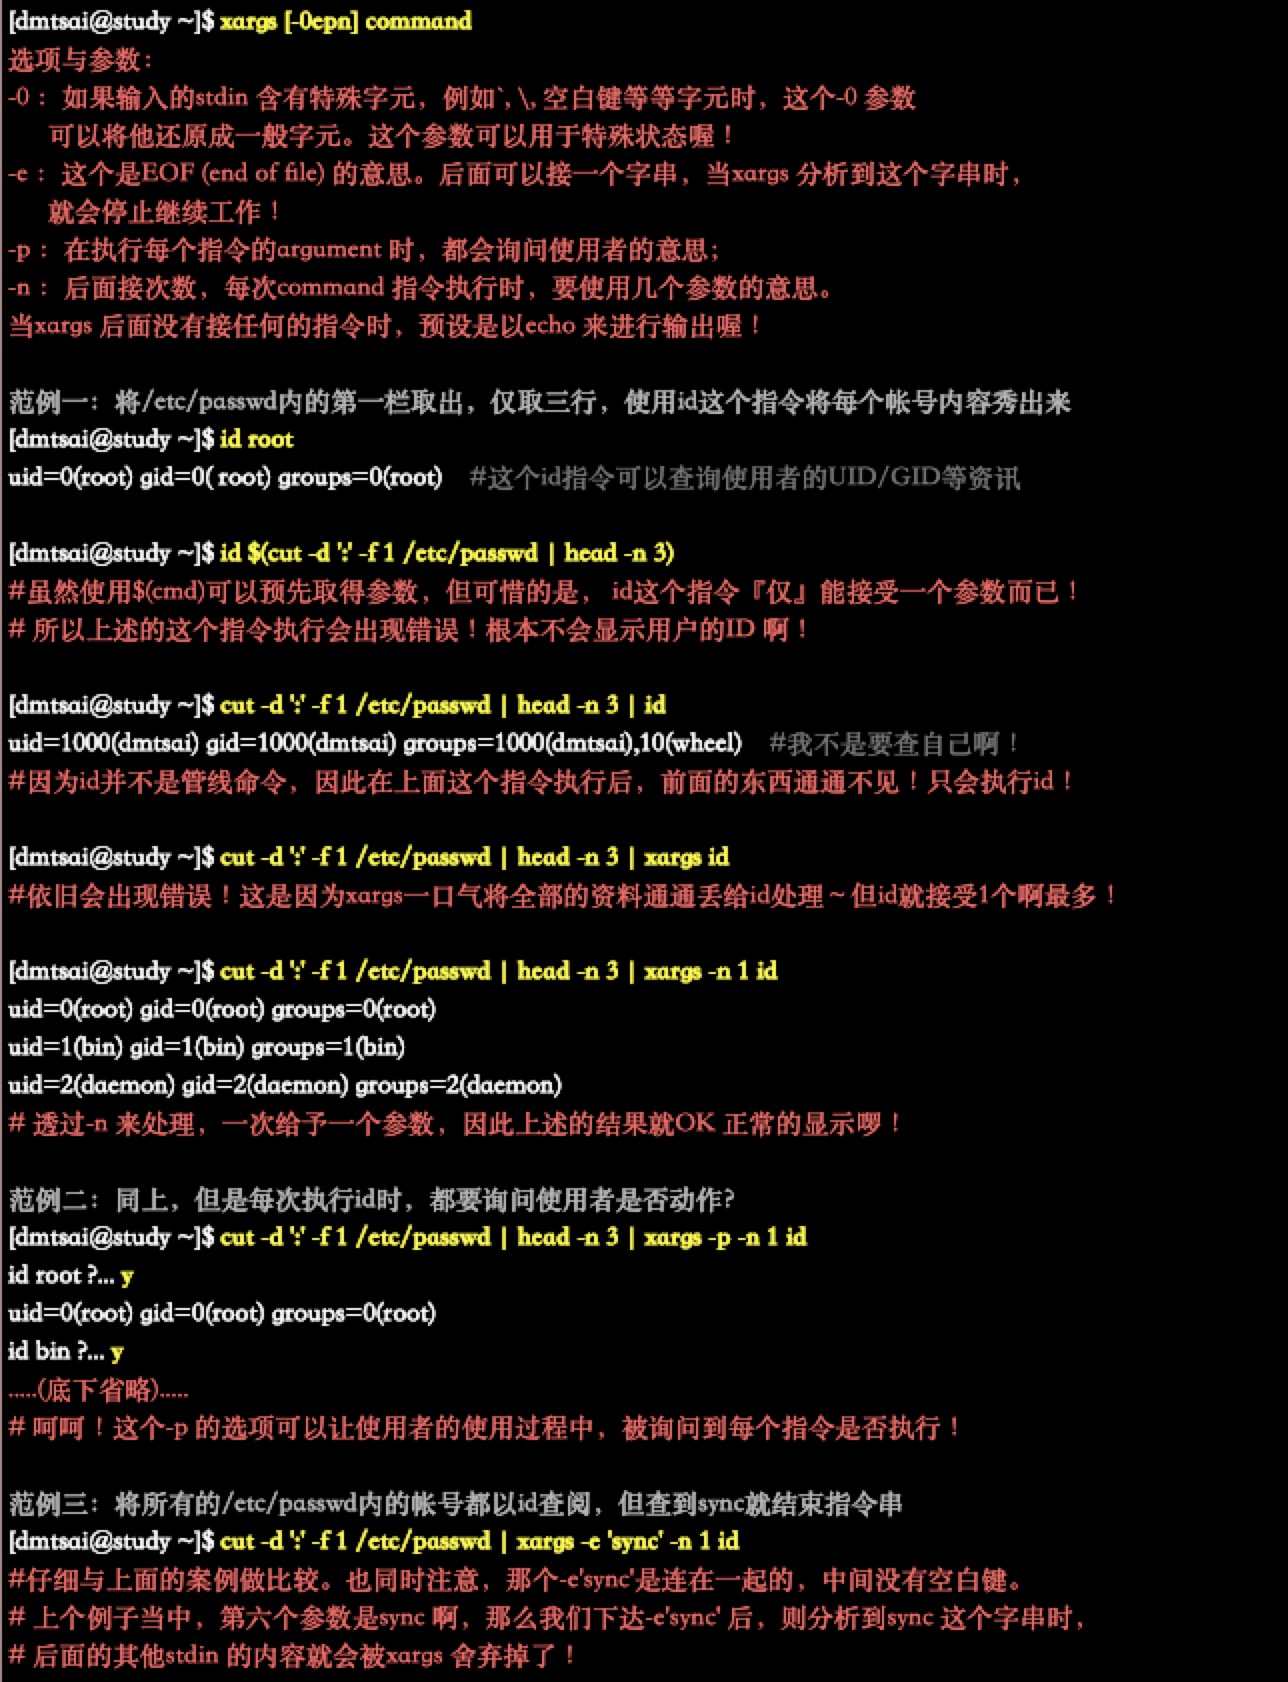 [dmtsai@study ~]$ xargs [-0epn] command
选项与参数：
-0 ：如果输入的stdin 含有特殊字元，例如`, \, 空白键等等字元时，这个-0 参数
可以将他还原成一般字元。这个参数可以用于特殊状态喔！
-e ：这个是EOF (end of file) 的意思。后面可以接一个字串，当xargs 分析到这个字串时，
就会停止继续工作！
-p ：在执行每个指令的argument 时，都会询问使用者的意思；
-n ：后面接次数，每次command 指令执行时，要使用几个参数的意思。
当xargs 后面没有接任何的指令时，预设是以echo 来进行输出喔！
范例一：将/etc/passwd内的第一栏取出，仅取三行，使用id这个指令将每个帐号内容秀出来
[dmtsai@study ~]$ id root
uid=0(root) gid=0( root) groups=0(root)   #这个id指令可以查询使用者的UID/GID等资讯
[dmtsai@study ~]$ id $(cut -d ':' -f 1 /etc/passwd | head -n 3)
#虽然使用$(cmd)可以预先取得参数，但可惜的是， id这个指令『仅』能接受一个参数而已！
# 所以上述的这个指令执行会出现错误！根本不会显示用户的ID 啊！
[dmtsai@study ~]$ cut -d ':' -f 1 /etc/passwd | head -n 3 | id
uid=1000(dmtsai) gid=1000(dmtsai) groups=1000(dmtsai),10(wheel)   #我不是要查自己啊！
#因为id并不是管线命令，因此在上面这个指令执行后，前面的东西通通不见！只会执行id！
[dmtsai@study ~]$ cut -d ':' -f 1 /etc/passwd | head -n 3 | xargs id
#依旧会出现错误！这是因为xargs一口气将全部的资料通通丢给id处理～但id就接受1个啊最多！
[dmtsai@study ~]$ cut -d ':' -f 1 /etc/passwd | head -n 3 | xargs -n 1 id
uid=0(root) gid=0(root) groups=0(root)
uid=1(bin) gid=1(bin) groups=1(bin)
uid=2(daemon) gid=2(daemon) groups=2(daemon)
# 透过-n 来处理，一次给予一个参数，因此上述的结果就OK 正常的显示啰！
范例二：同上，但是每次执行id时，都要询问使用者是否动作?
[dmtsai@study ~]$ cut -d ':' -f 1 /etc/passwd | head -n 3 | xargs -p -n 1 id
id root ?... y
uid=0(root) gid=0(root) groups=0(root)
id bin ?... y
.....(底下省略).....
# 呵呵！这个-p 的选项可以让使用者的使用过程中，被询问到每个指令是否执行！
范例三：将所有的/etc/passwd内的帐号都以id查阅，但查到sync就结束指令串
[dmtsai@study ~]$ cut -d ':' -f 1 /etc/passwd | xargs -e 'sync' -n 1 id
#仔细与上面的案例做比较。也同时注意，那个-e'sync'是连在一起的，中间没有空白键。
# 上个例子当中，第六个参数是sync 啊，那么我们下达-e'sync' 后，则分析到sync 这个字串时，
# 后面的其他stdin 的内容就会被xargs 舍弃掉了！